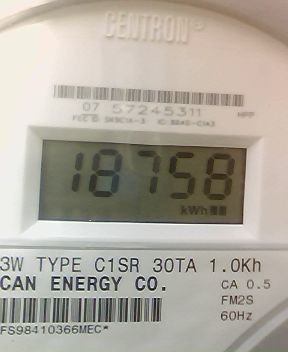 CENTRON®
07 57245311
18758
kWh
3W TYPE C1SR 30TA 1.0Kh
CAN ENERGY CO. CA 0.5
FM2S
60Hz
FS98410366MEC*